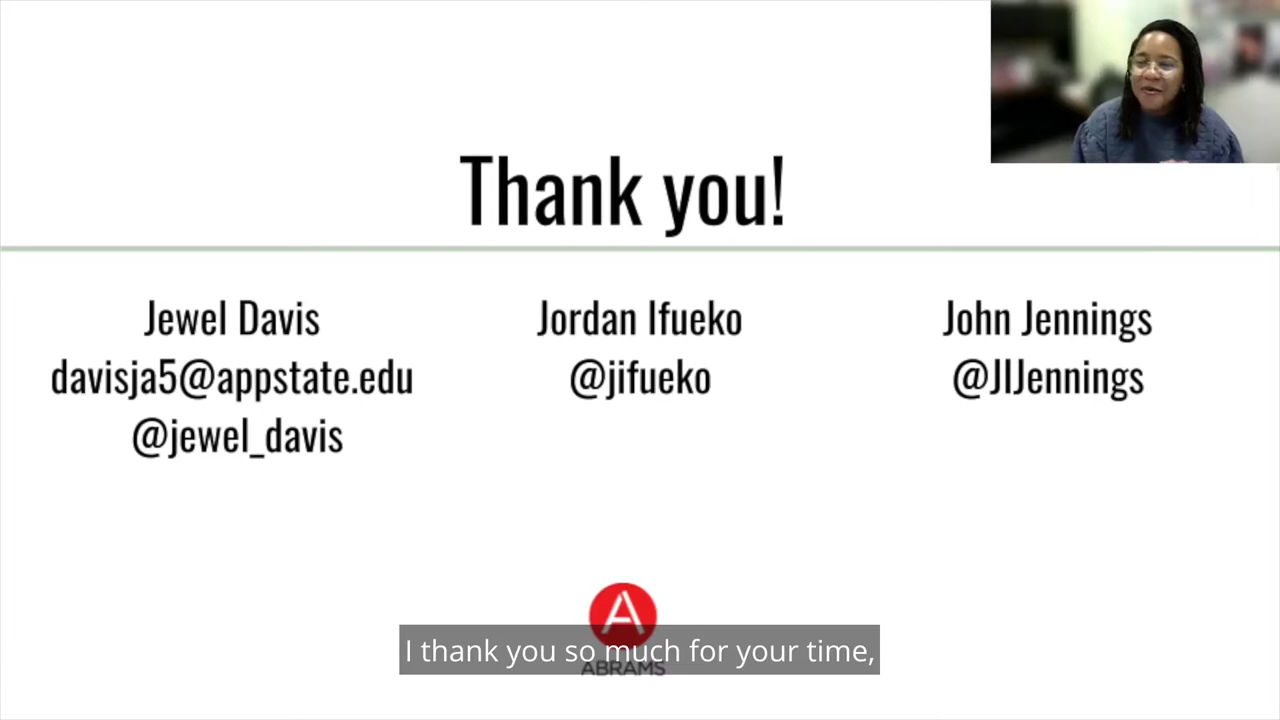 Thank you!
Jewel Davis
davisja5@appstate.edu
@jewel_davis
Jordan Ifueko
@jifueko
John Jennings
@JIJennings
A
I thank you so much for your time,
ABRAMS